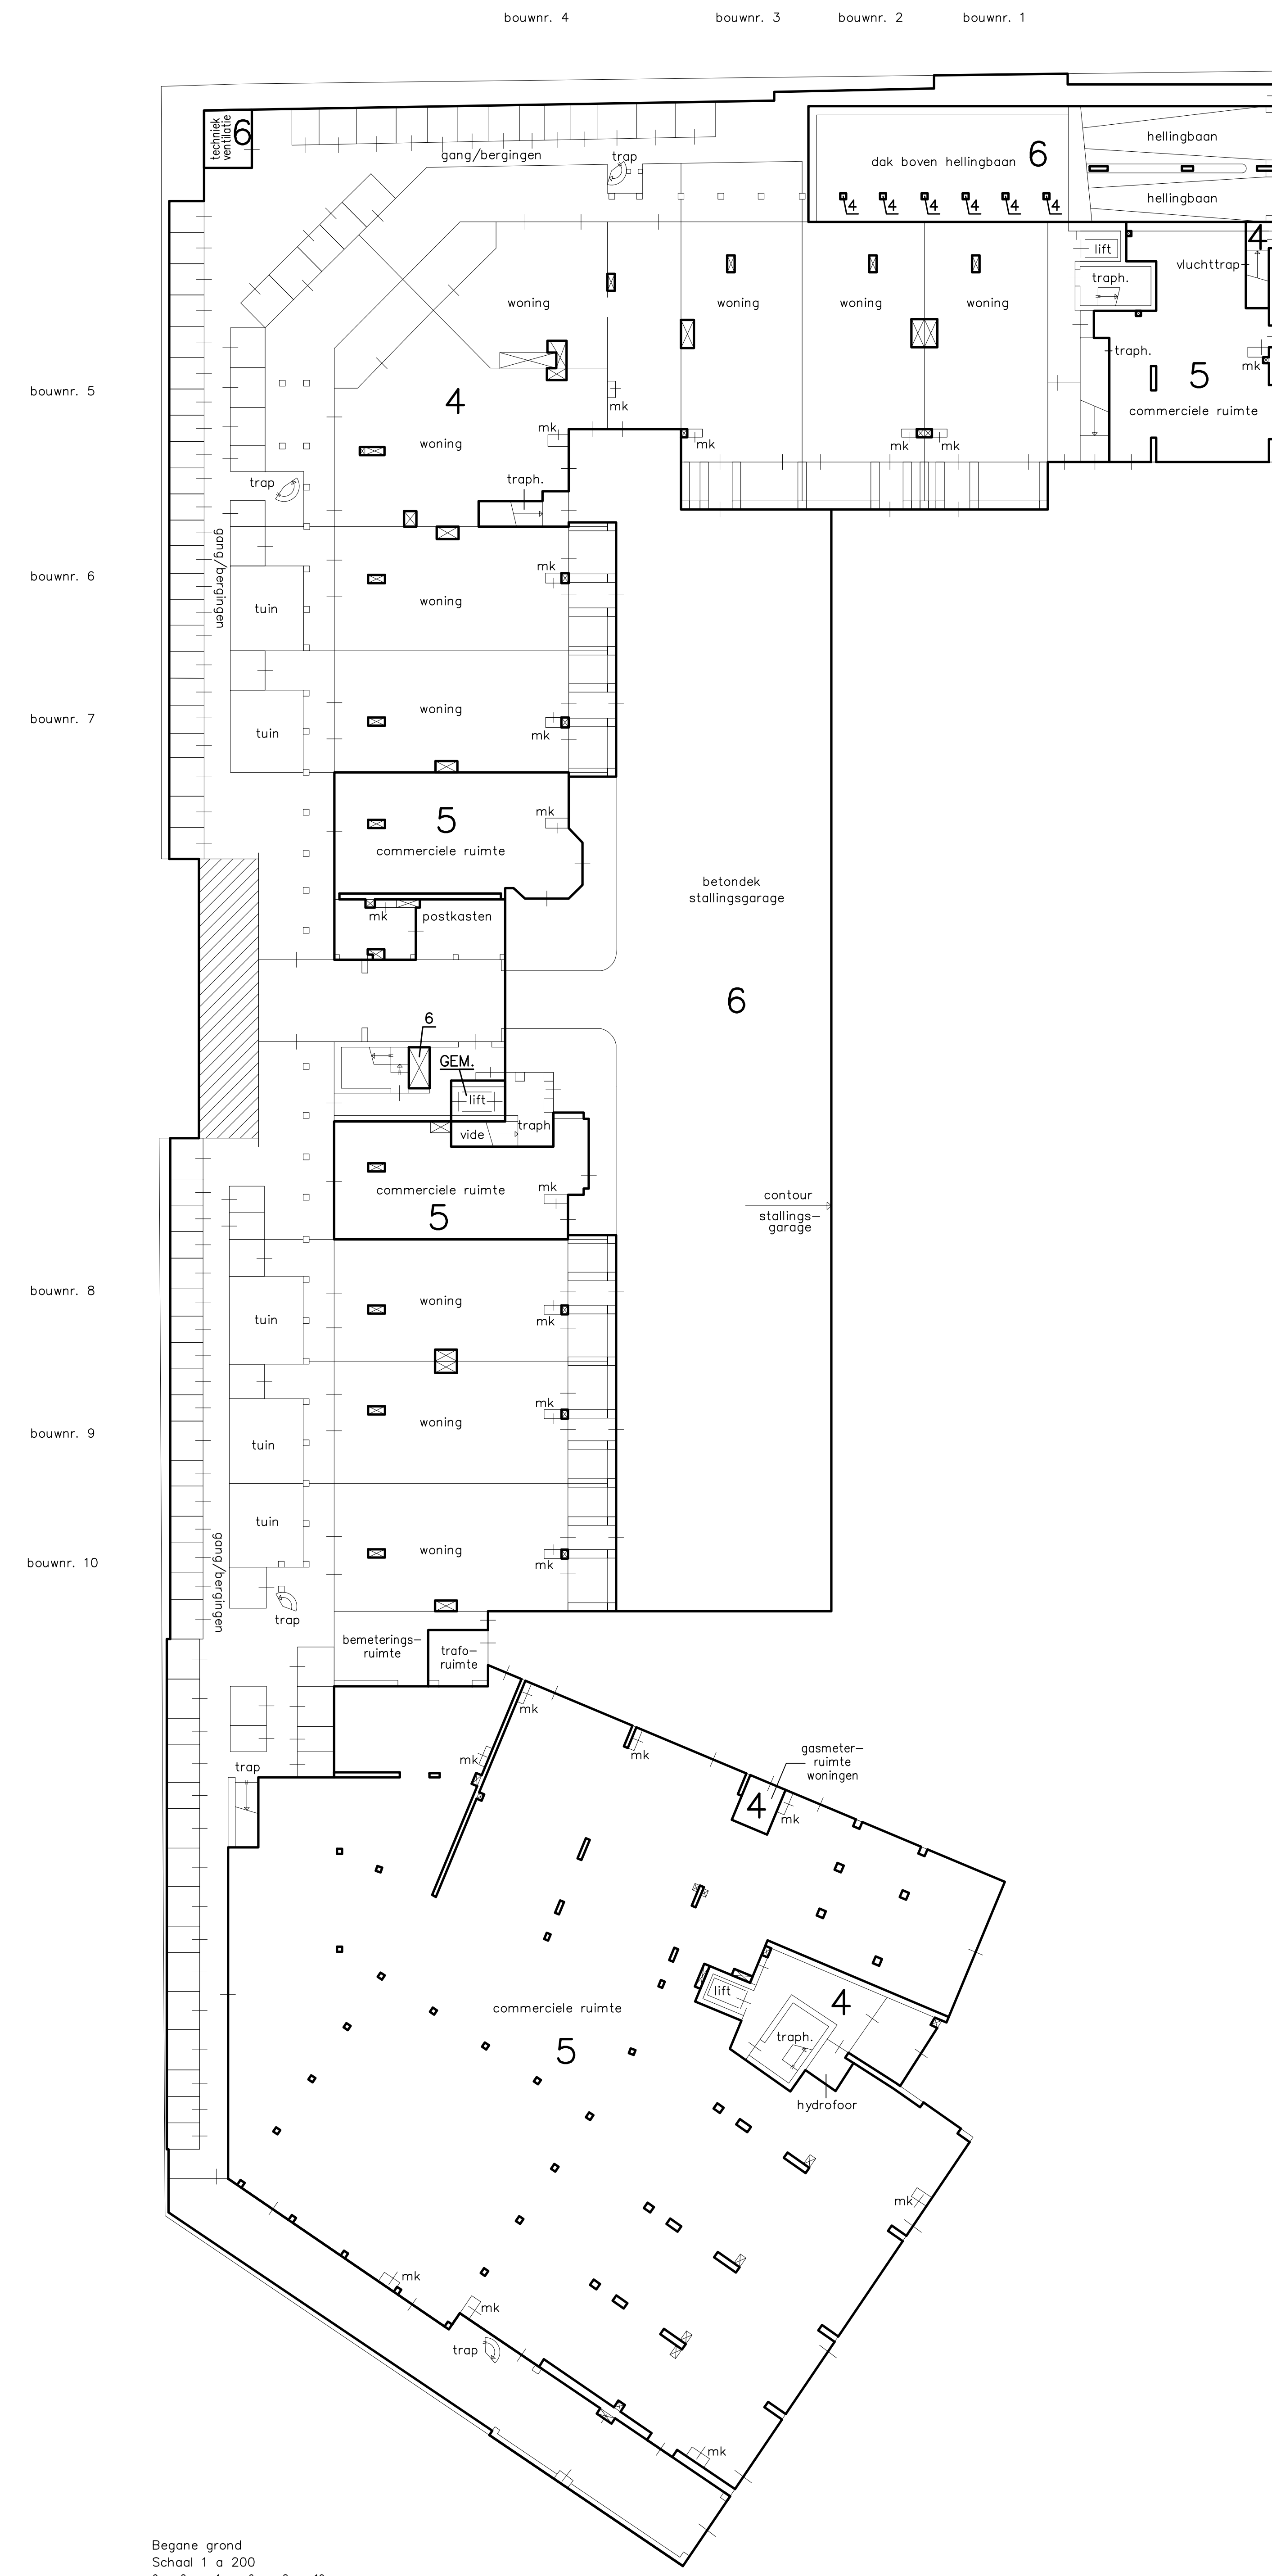 bouwnr. 4
bouwnr. 3
bouwnr. 2
bouwnr. 1
techniek
ventilatie
6
gang/bergingen
trap
dak boven hellingbaan
6
hellingbaan
hellingbaan
4
4
4
4
4
4
lift
traph.
vluchttrap
4
woning
woning
woning
woning
traph.
mk
5
commerciele ruimte
bouwnr. 5
4
woning
mk
mk
mk
mk
mk
trap
traph.
gang/bergingen
bouwnr. 6
tuin
woning
mk
bouwnr. 7
tuin
woning
mk
5
commerciele ruimte
mk
mk
postkasten
betondek
stallingsgarage
6
6
GEM.
lift
vide
traph
commerciele ruimte
5
mk
contour
stallings-
garage
bouwnr. 8
tuin
woning
mk
bouwnr. 9
tuin
woning
mk
tuin
gang/bergingen
bouwnr. 10
woning
mk
trap
bemeterings-
ruimte
trafo-
ruimte
mk
mk
mk
trap
gasmeter-
ruimte
woningen
4
mk
lift
4
traph.
hydrofoor
commerciele ruimte
5
mk
mk
mk
trap
mk
Begane grond
Schaal 1 a 200